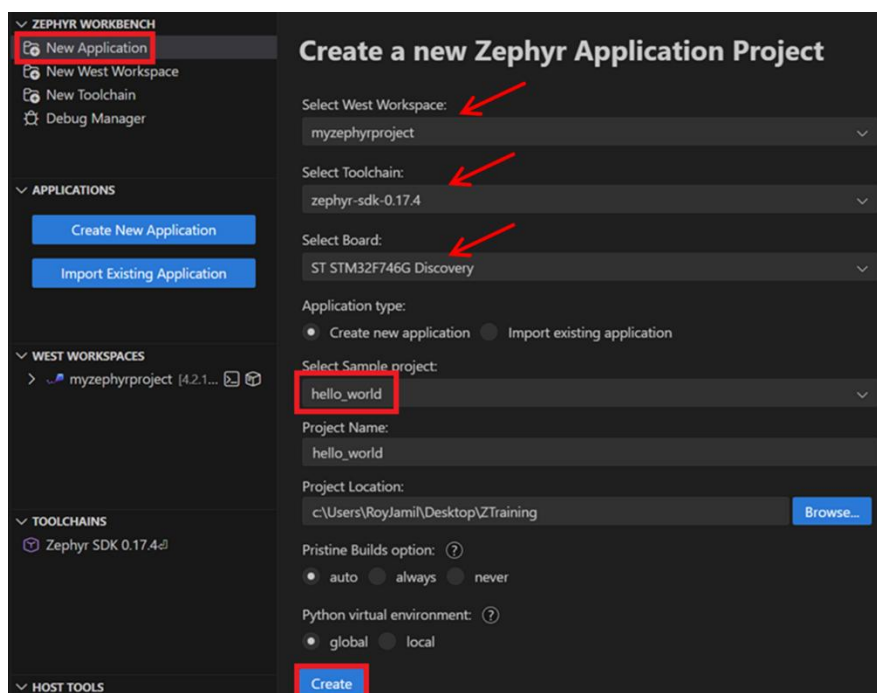 ZEPHYR WORKBENCH
New Application
New West Workspace
New Toolchain
Debug Manager
APPLICATIONS
Create New Application
Import Existing Application
WEST WORKSPACES
myzephyrproject [4.2.1...
TOOLCHAINS
Zephyr SDK 0.17.4
HOST TOOLS
Create a new Zephyr Application Project
Select West Workspace:
myzephyrproject
Select Toolchain:
zephyr-sdk-0.17.4
Select Board:
ST STM32F746G Discovery
Application type:
Create new application Import existing application
Select Sample project:
hello_world
Project Name:
hello_world
Project Location:
c:\Users\RoyJamil\Desktop\ZTraining Browse...
Pristine Builds option: ?
auto always never
Python virtual environment: ?
global local
Create